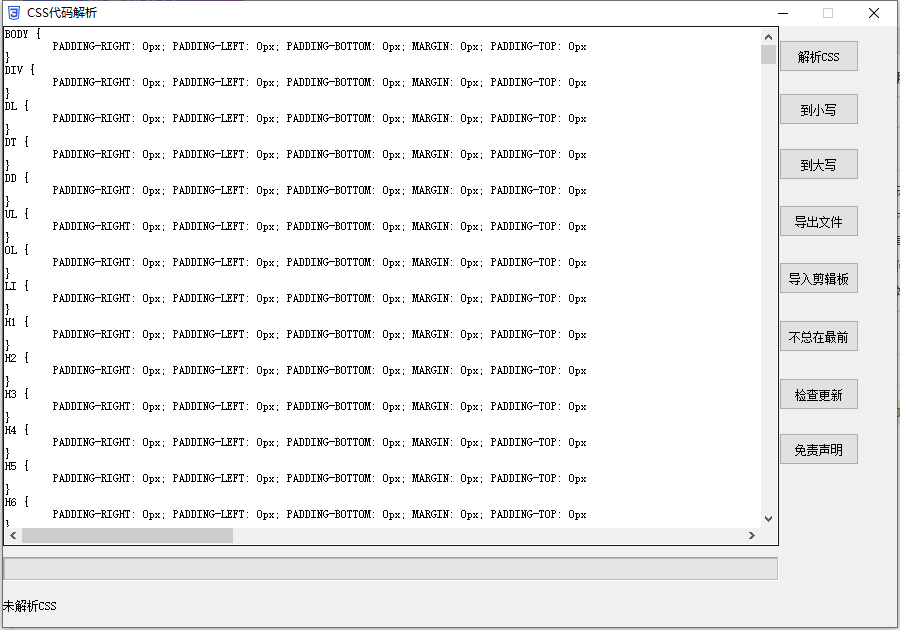 CSS代码解析
BODY {
PADDING-RIGHT: 0px; PADDING-LEFT: 0px; PADDING-BOTTOM: 0px; MARGIN: 0px; PADDING-TOP: 0px
}
DIV {
PADDING-RIGHT: 0px; PADDING-LEFT: 0px; PADDING-BOTTOM: 0px; MARGIN: 0px; PADDING-TOP: 0px
}
DL {
PADDING-RIGHT: 0px; PADDING-LEFT: 0px; PADDING-BOTTOM: 0px; MARGIN: 0px; PADDING-TOP: 0px
}
DT {
PADDING-RIGHT: 0px; PADDING-LEFT: 0px; PADDING-BOTTOM: 0px; MARGIN: 0px; PADDING-TOP: 0px
}
DD {
PADDING-RIGHT: 0px; PADDING-LEFT: 0px; PADDING-BOTTOM: 0px; MARGIN: 0px; PADDING-TOP: 0px
}
UL {
PADDING-RIGHT: 0px; PADDING-LEFT: 0px; PADDING-BOTTOM: 0px; MARGIN: 0px; PADDING-TOP: 0px
}
OL {
PADDING-RIGHT: 0px; PADDING-LEFT: 0px; PADDING-BOTTOM: 0px; MARGIN: 0px; PADDING-TOP: 0px
}
LI {
PADDING-RIGHT: 0px; PADDING-LEFT: 0px; PADDING-BOTTOM: 0px; MARGIN: 0px; PADDING-TOP: 0px
}
H1 {
PADDING-RIGHT: 0px; PADDING-LEFT: 0px; PADDING-BOTTOM: 0px; MARGIN: 0px; PADDING-TOP: 0px
}
H2 {
PADDING-RIGHT: 0px; PADDING-LEFT: 0px; PADDING-BOTTOM: 0px; MARGIN: 0px; PADDING-TOP: 0px
}
H3 {
PADDING-RIGHT: 0px; PADDING-LEFT: 0px; PADDING-BOTTOM: 0px; MARGIN: 0px; PADDING-TOP: 0px
}
H4 {
PADDING-RIGHT: 0px; PADDING-LEFT: 0px; PADDING-BOTTOM: 0px; MARGIN: 0px; PADDING-TOP: 0px
}
H5 {
PADDING-RIGHT: 0px; PADDING-LEFT: 0px; PADDING-BOTTOM: 0px; MARGIN: 0px; PADDING-TOP: 0px
}
H6 {
PADDING-RIGHT: 0px; PADDING-LEFT: 0px; PADDING-BOTTOM: 0px; MARGIN: 0px; PADDING-TOP: 0px
}
解析CSS
到小写
到大写
导出文件
导入剪辑板
不总在最前
检查更新
免责声明
未解析CSS